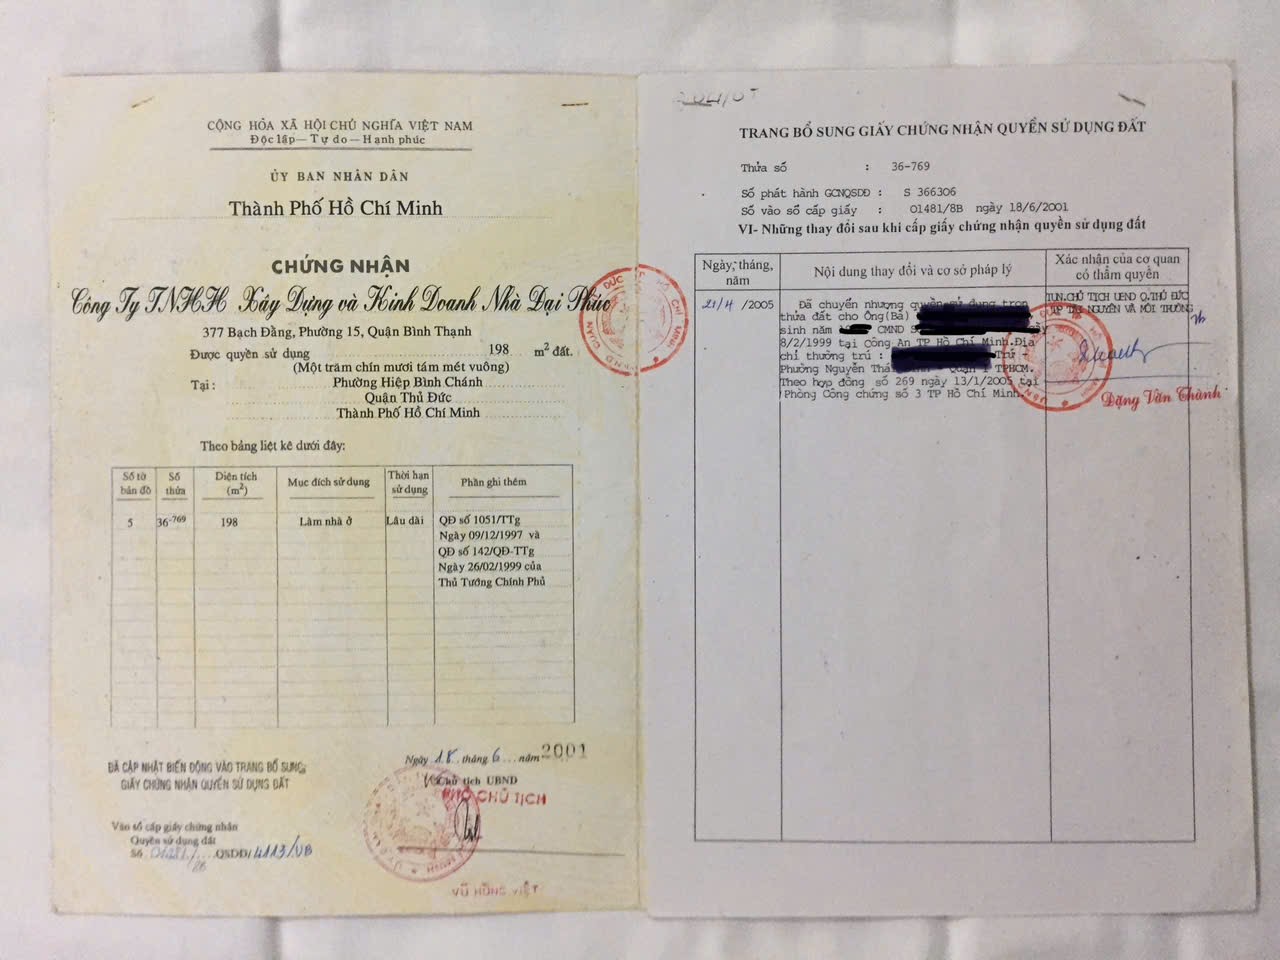 CỘNG HÒA XÃ HỘI CHỦ NGHĨA VIỆT NAM
Độc lập — Tự do — Hạnh phúc
ỦY BAN NHÂN DÂN
Thành Phố Hồ Chí Minh
CHỨNG NHẬN
Công Ty TNHH Xây Dựng và Kinh Doanh Nhà Đại Phúc
377 Bạch Đằng, Phường 15, Quận Bình Thạnh
Được quyền sử dụng 198 m2 đất.
(Một trăm chín mươi tám mét vuông)
Tại : Phường Hiệp Bình Chánh
Quận Thủ Đức
Thành Phố Hồ Chí Minh
Theo bảng liệt kê dưới đây:
Số tờ bản đồ
Số thửa
Diện tích (m2)
Mục đích sử dụng
Thời hạn sử dụng
Phần ghi thêm
5 36-769 198 Làm nhà ở Lâu dài QĐ số 1051/TTg
Ngày 09/12/1997 và
QĐ số 142/QĐ-TTg
Ngày 26/02/1999 của
Thủ Tướng Chính Phủ
ĐÃ CẬP NHẬT BIẾN ĐỘNG VÀO TRANG BỔ SUNG
GIẤY CHỨNG NHẬN QUYỀN SỬ DỤNG ĐẤT
Ngày 18 tháng 6 năm 2001
Chủ tịch UBND
PHÓ CHỦ TỊCH
Vào sổ cấp giấy chứng nhận
Quyền sử dụng đất
Số QSDĐ/
VŨ HÙNG VIỆT
TRANG BỔ SUNG GIẤY CHỨNG NHẬN QUYỀN SỬ DỤNG ĐẤT
Thửa số : 36-769
Số phát hành GCNQSDĐ : S 366306
Số vào sổ cấp giấy : 01481/8B ngày 18/6/2001
VI- Những thay đổi sau khi cấp giấy chứng nhận quyền sử dụng đất
Ngày, tháng, năm
Nội dung thay đổi và cơ sở pháp lý
Xác nhận của cơ quan có thẩm quyền
21/4 /2005
Đã chuyển nhượng quyền sử dụng trọn
thửa đất cho Ông(Bà)
sinh năm CMND
8/2/1999 tại Công An TP Hồ Chí Minh.Địa
chỉ thường trú :
Phường Nguyễn Quận 1 TPHCM.
Theo hợp đồng số 269 ngày 13/1/2005 tại
Phòng Công chứng số 3 TP Hồ Chí Minh.
TUN.CHỦ TỊCH UBND Q.THỦ ĐỨC
TP TÀI NGUYÊN VÀ MÔI TRƯỜNG
Đặng Văn Thành